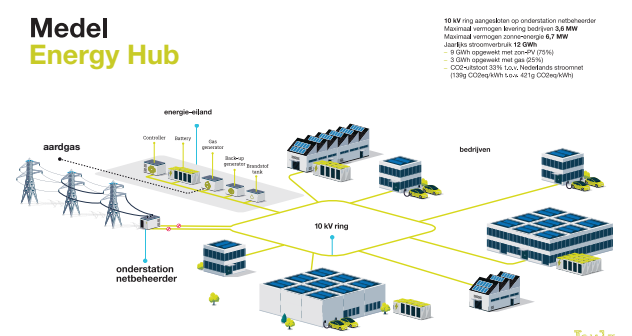 Medel
Energy Hub
10 kV ring aangesloten op onderstation netbeheerder
Maximaal vermogen levering bedrijven 3,6 MW
Maximaal vermogen zonne-energie 6,7 MW
Jaarlijks stroomverbruik 12 GWh
– 9 GWh opgewekt met zon-PV (75%)
– 3 GWh opgewekt met gas (25%)
– CO2-uitstoot 33% t.o.v. Nederlands stroomnet
(139g CO2eq/kWh t.o.v. 421g CO2eq/kWh)
energie-eiland
Controller
Battery
Gas
generator
Back-up
generator
Brandstof
tank
aardgas
bedrijven
10 kV ring
onderstation
netbeheerder